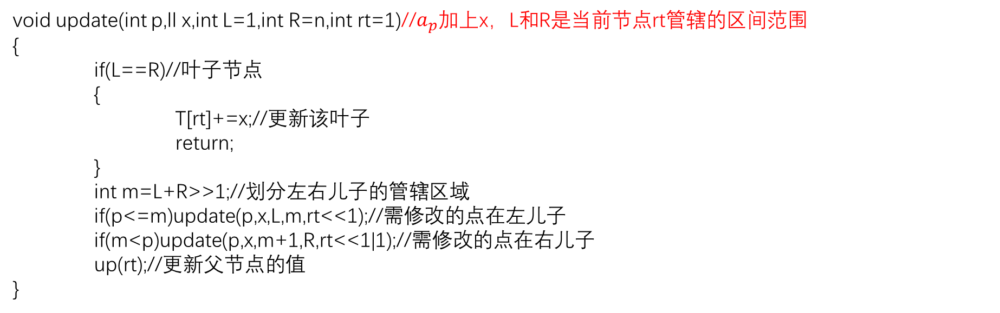 void update(int p,ll x,int L=1,int R=n,int rt=1)//aₚ加上x，L和R是当前节点rt管辖的区间范围
{
if(L==R)//叶子节点
{
T[rt]+=x;//更新该叶子
return;
}
int m=L+R>>1;//划分左右儿子的管辖区域
if(p<=m)update(p,x,L,m,rt<<1);//需修改的点在左儿子
if(m<p)update(p,x,m+1,R,rt<<1|1);//需修改的点在右儿子
up(rt);//更新父节点的值
}